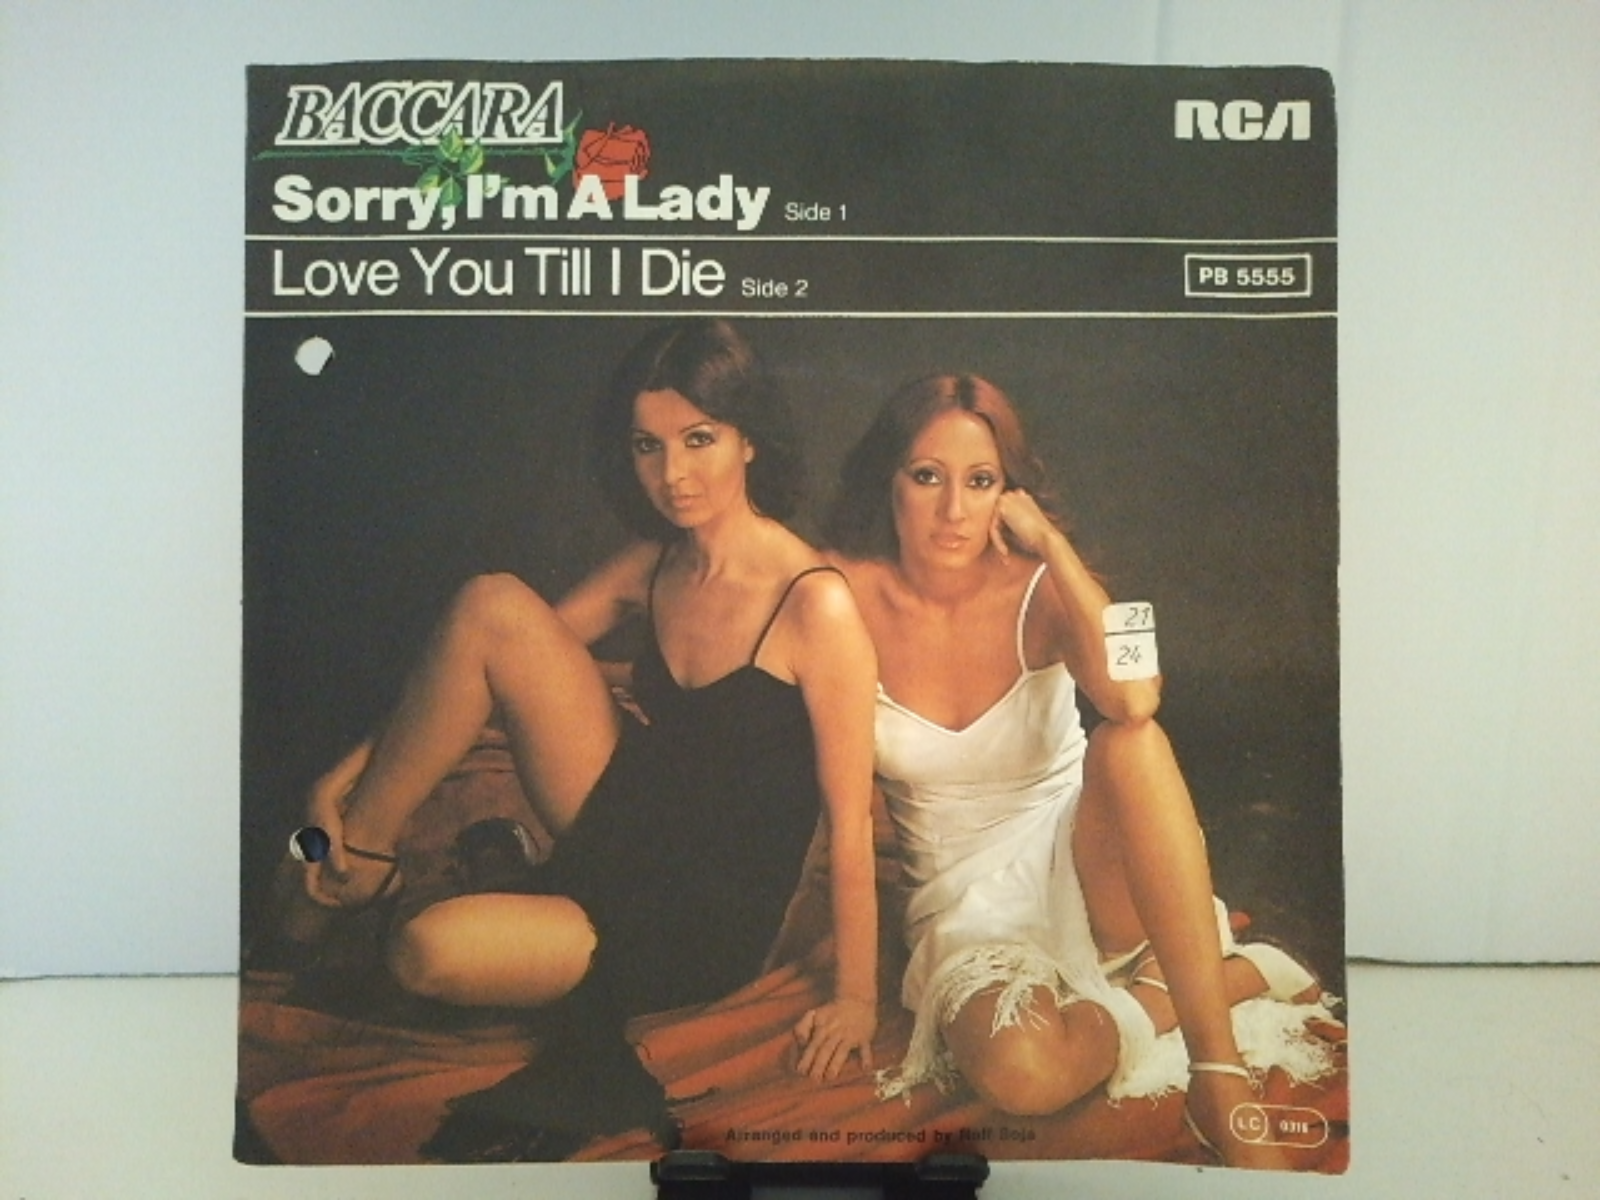 BACCARA
RCA
Sorry, I'm A Lady Side 1
Love You Till I Die Side 2
PB 5555
21
24
Arranged and produced by Rolf Soja
LC 0316